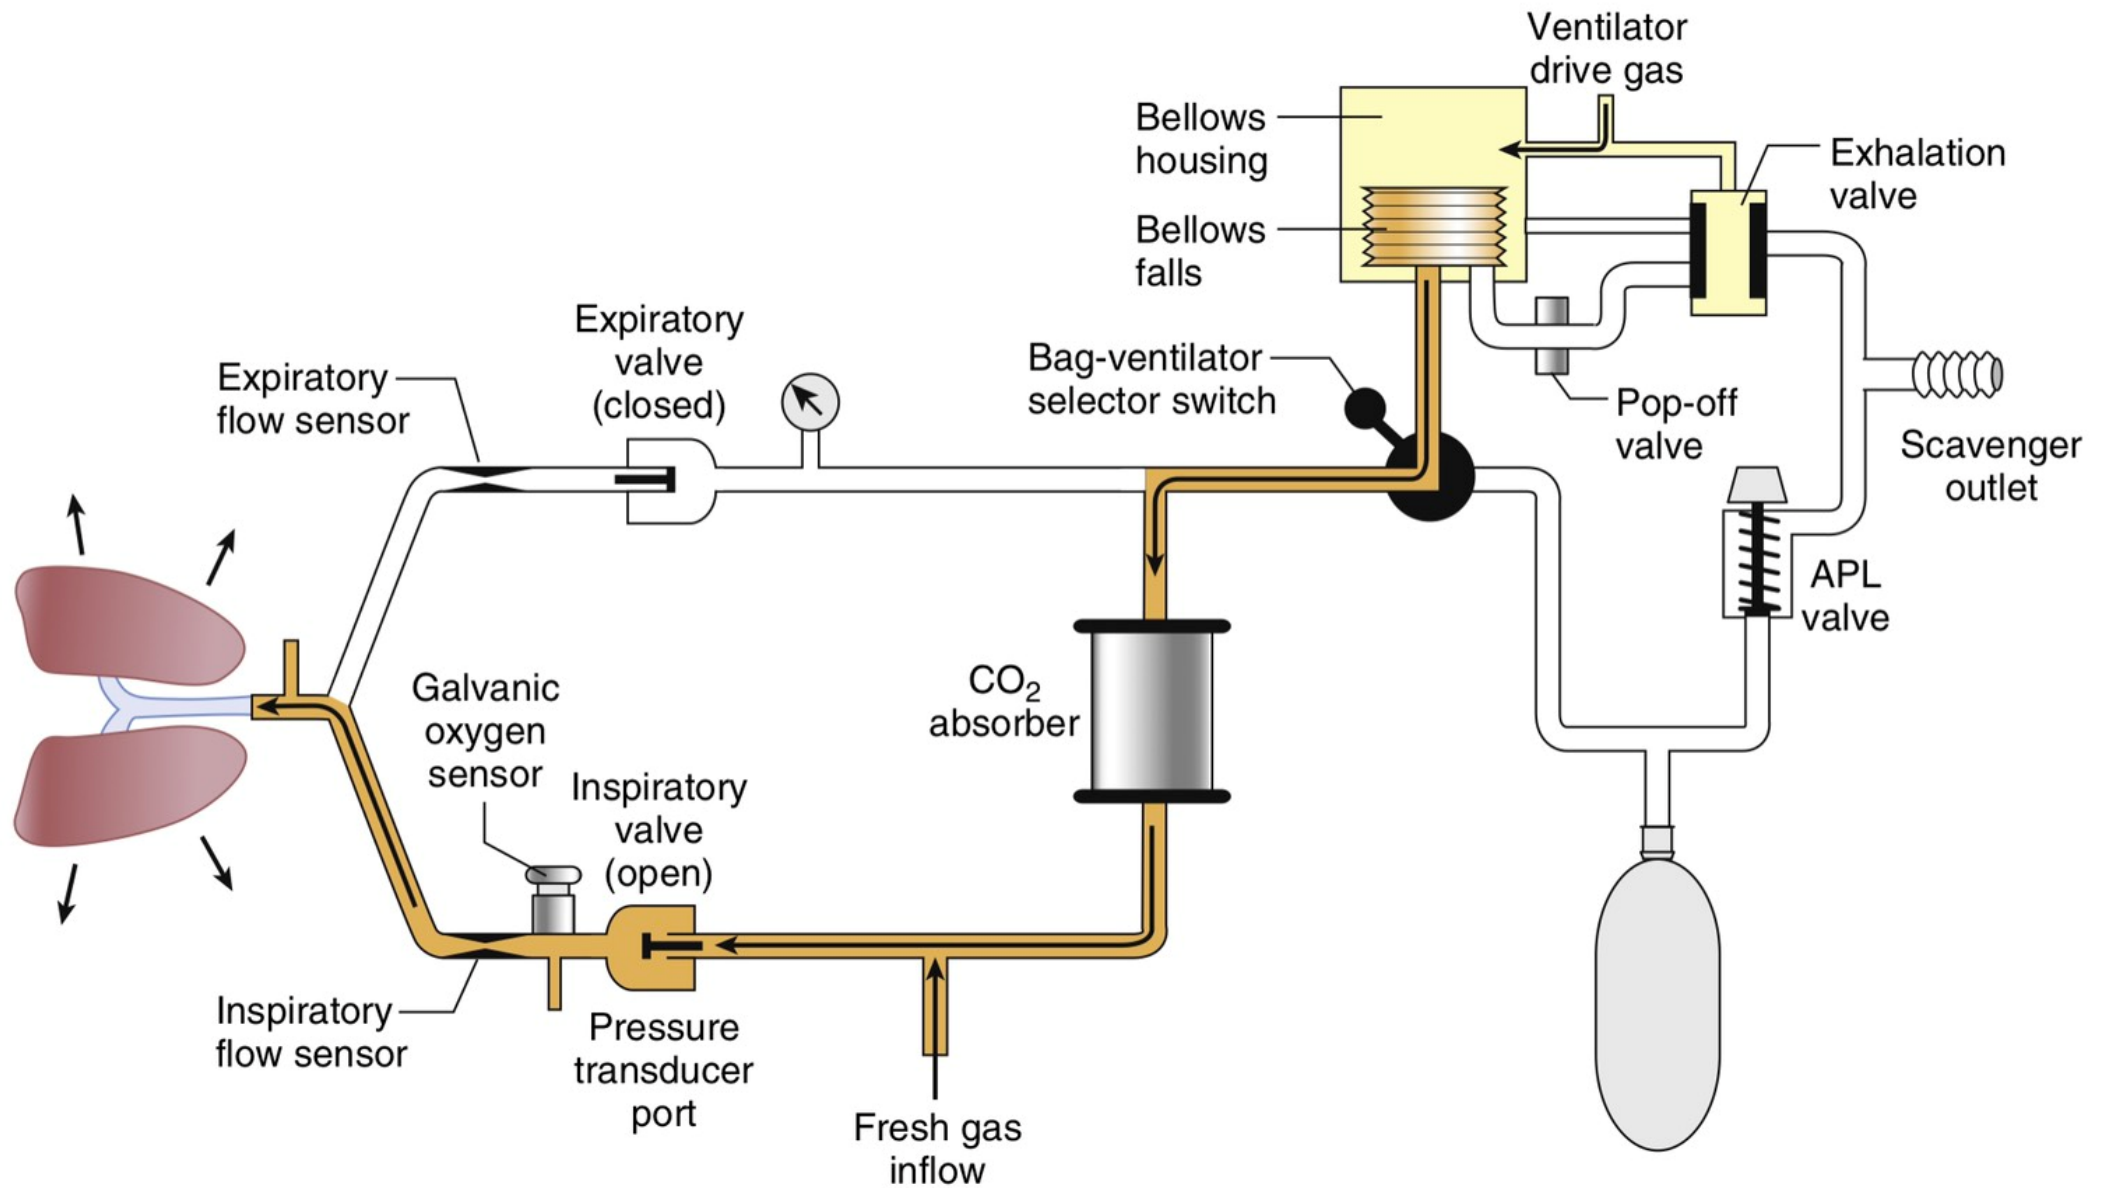 Ventilator
drive gas
Bellows
housing
Exhalation
valve
Bellows
falls
Expiratory
valve
(closed)
Bag-ventilator
selector switch
Expiratory
flow sensor
Pop-off
valve
Scavenger
outlet
APL
valve
Galvanic
oxygen
sensor
CO₂
absorber
Inspiratory
valve
(open)
Inspiratory
flow sensor
Pressure
transducer
port
Fresh gas
inflow